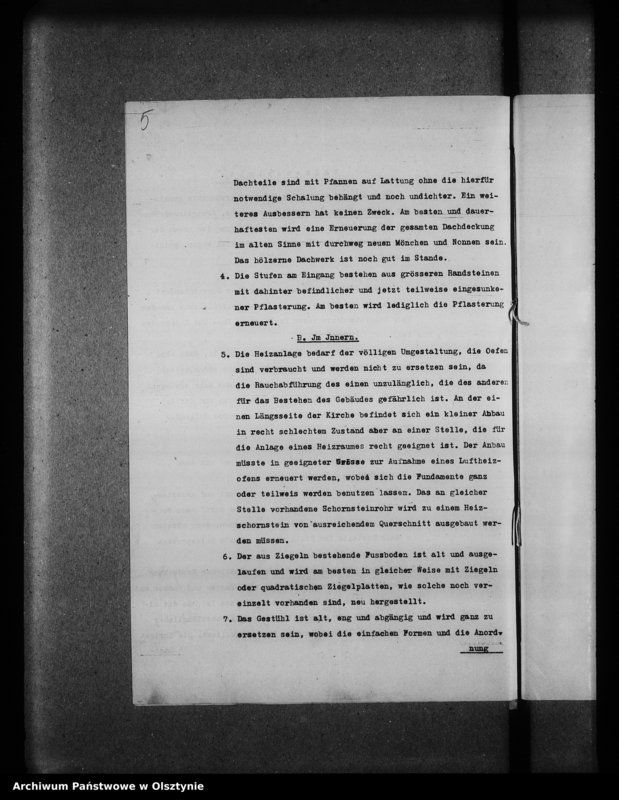 5
Dachteile sind mit Pfannen auf Lattung ohne die hierfür
notwendige Schalung behängt und noch undichter. Ein wei-
teres Ausbessern hat keinen Zweck. Am besten und dauer-
haftesten wird eine Erneuerung der gesamten Dachdeckung
im alten Sinne mit durchweg neuen Mönchen und Nonnen sein.
Das hölzerne Dachwerk ist noch gut im Stande.
4. Die Stufen am Eingang bestehen aus grösseren Randsteinen
mit dahinter befindlicher und jetzt teilweise eingesunke-
ner Pflasterung. Am besten wird lediglich die Pflasterung
erneuert.
B. Jm Jnnern.
5. Die Heizanlage bedarf der völligen Umgestaltung, die Oefen
sind verbraucht und werden nicht zu ersetzen sein, da
die Rauchabführung des einen unzulänglich, die des anderen
für das Bestehen des Gebäudes gefährlich ist. An der ei-
nen Längsseite der Kirche befindet sich ein kleiner Abbau
in recht schlechtem Zustand aber an einer Stelle, die für
die Anlage eines Heizraumes recht geeignet ist. Der Anbau
müsste in geeigneter Grösse zur Aufnahme eines Luftheiz-
ofens erneuert werden, wobei sich die Fundamente ganz
oder teilweis werden benutzen lassen. Das an gleicher
Stelle vorhandene Schornsteinrohr wird zu einem Heiz-
schornstein von ausreichendem Querschnitt ausgebaut wer-
den müssen.
6. Der aus Ziegeln bestehende Fussboden ist alt und ausge-
laufen und wird am besten in gleicher Weise mit Ziegeln
oder quadratischen Ziegelplatten, wie solche noch ver-
einzelt vorhanden sind, neu hergestellt.
7. Das Gestühl ist alt, eng und abgängig und wird ganz zu
ersetzen sein, wobei die einfachen Formen und die Anord-
nung
Archiwum Państwowe w Olsztynie